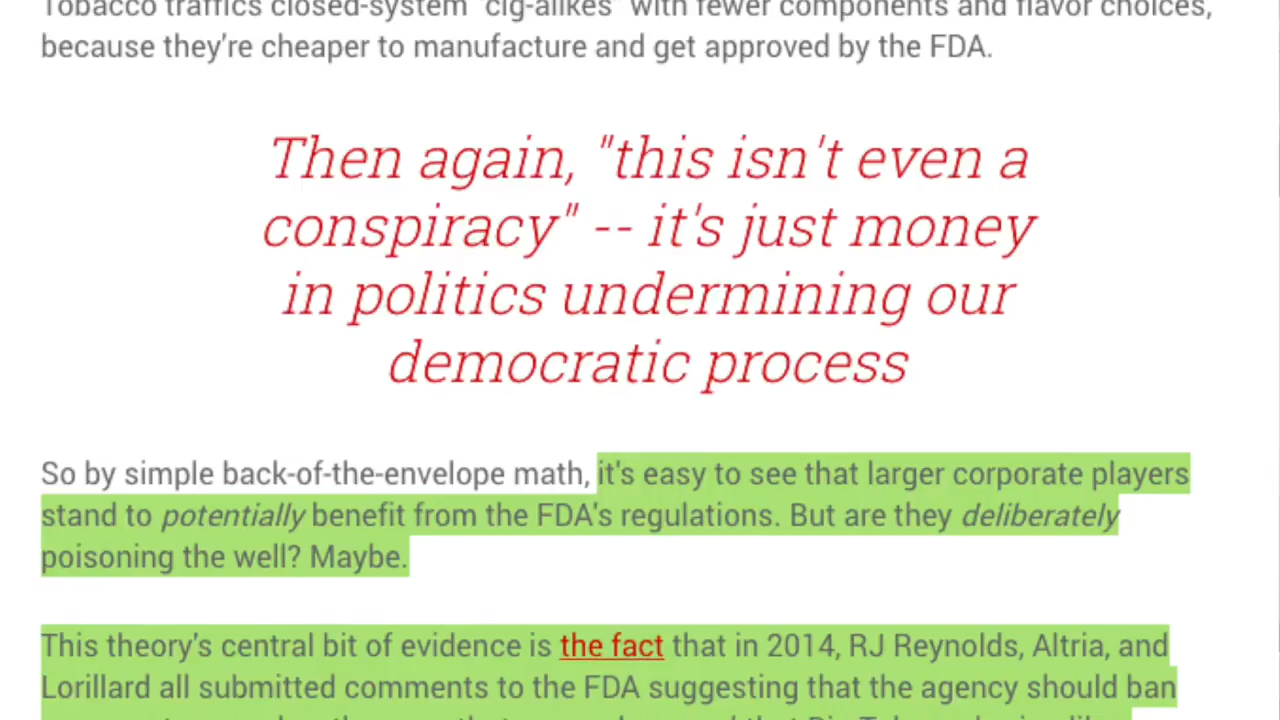 Tobacco traffics closed-system "cig-alikes" with fewer components and flavor choices,
because they're cheaper to manufacture and get approved by the FDA.
Then again, "this isn't even a
conspiracy" -- it's just money
in politics undermining our
democratic process
So by simple back-of-the-envelope math, it's easy to see that larger corporate players
stand to potentially benefit from the FDA's regulations. But are they deliberately
poisoning the well? Maybe.
This theory's central bit of evidence is the fact that in 2014, RJ Reynolds, Altria, and
Lorillard all submitted comments to the FDA suggesting that the agency should ban